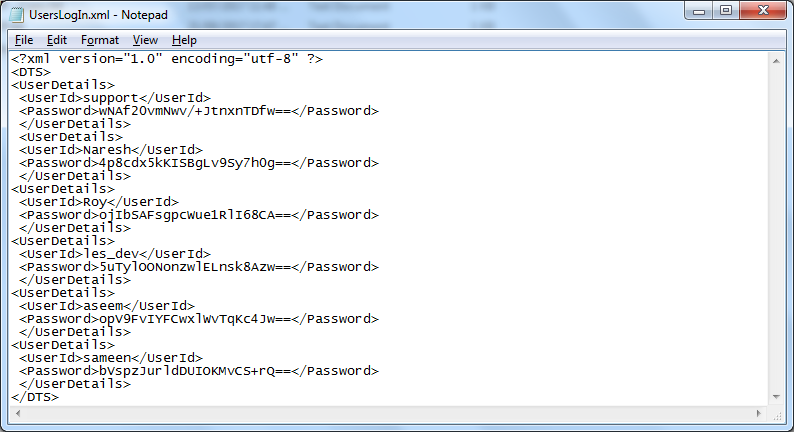 UsersLogIn.xml - Notepad
File Edit Format View Help
<?xml version="1.0" encoding="utf-8" ?>
<DTS>
<UserDetails>
<UserId>support</UserId>
<Password>wNAf2OvmNwv/+JtnxnTDfw==</Password>
</UserDetails>
<UserDetails>
<UserId>Naresh</UserId>
<Password>4p8cdx5kKISBgLv9Sy7hOg==</Password>
</UserDetails>
<UserDetails>
<UserId>Roy</UserId>
<Password>ojIbSAFsgpcWue1RlI68CA==</Password>
</UserDetails>
<UserDetails>
<UserId>les_dev</UserId>
<Password>5uTylOONonzwlELnsk8Azw==</Password>
</UserDetails>
<UserDetails>
<UserId>aseem</UserId>
<Password>opV9FvIYFCwxlWvTqKc4Jw==</Password>
</UserDetails>
<UserDetails>
<UserId>sameen</UserId>
<Password>bVspzJurldDUIOKMvCS+rQ==</Password>
</UserDetails>
</DTS>